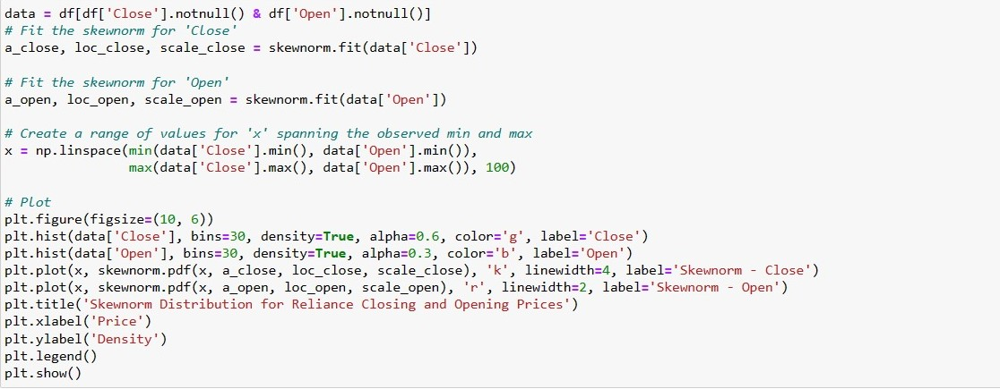 data = df[df['Close'].notnull() & df['Open'].notnull()]
# Fit the skewnorm for 'Close'
a_close, loc_close, scale_close = skewnorm.fit(data['Close'])
# Fit the skewnorm for 'Open'
a_open, loc_open, scale_open = skewnorm.fit(data['Open'])
# Create a range of values for 'x' spanning the observed min and max
x = np.linspace(min(data['Close'].min(), data['Open'].min()),
max(data['Close'].max(), data['Open'].max()), 100)
# Plot
plt.figure(figsize=(10, 6))
plt.hist(data['Close'], bins=30, density=True, alpha=0.6, color='g', label='Close')
plt.hist(data['Open'], bins=30, density=True, alpha=0.3, color='b', label='Open')
plt.plot(x, skewnorm.pdf(x, a_close, loc_close, scale_close), 'k', linewidth=4, label='Skewnorm - Close')
plt.plot(x, skewnorm.pdf(x, a_open, loc_open, scale_open), 'r', linewidth=2, label='Skewnorm - Open')
plt.title('Skewnorm Distribution for Reliance Closing and Opening Prices')
plt.xlabel('Price')
plt.ylabel('Density')
plt.legend()
plt.show()